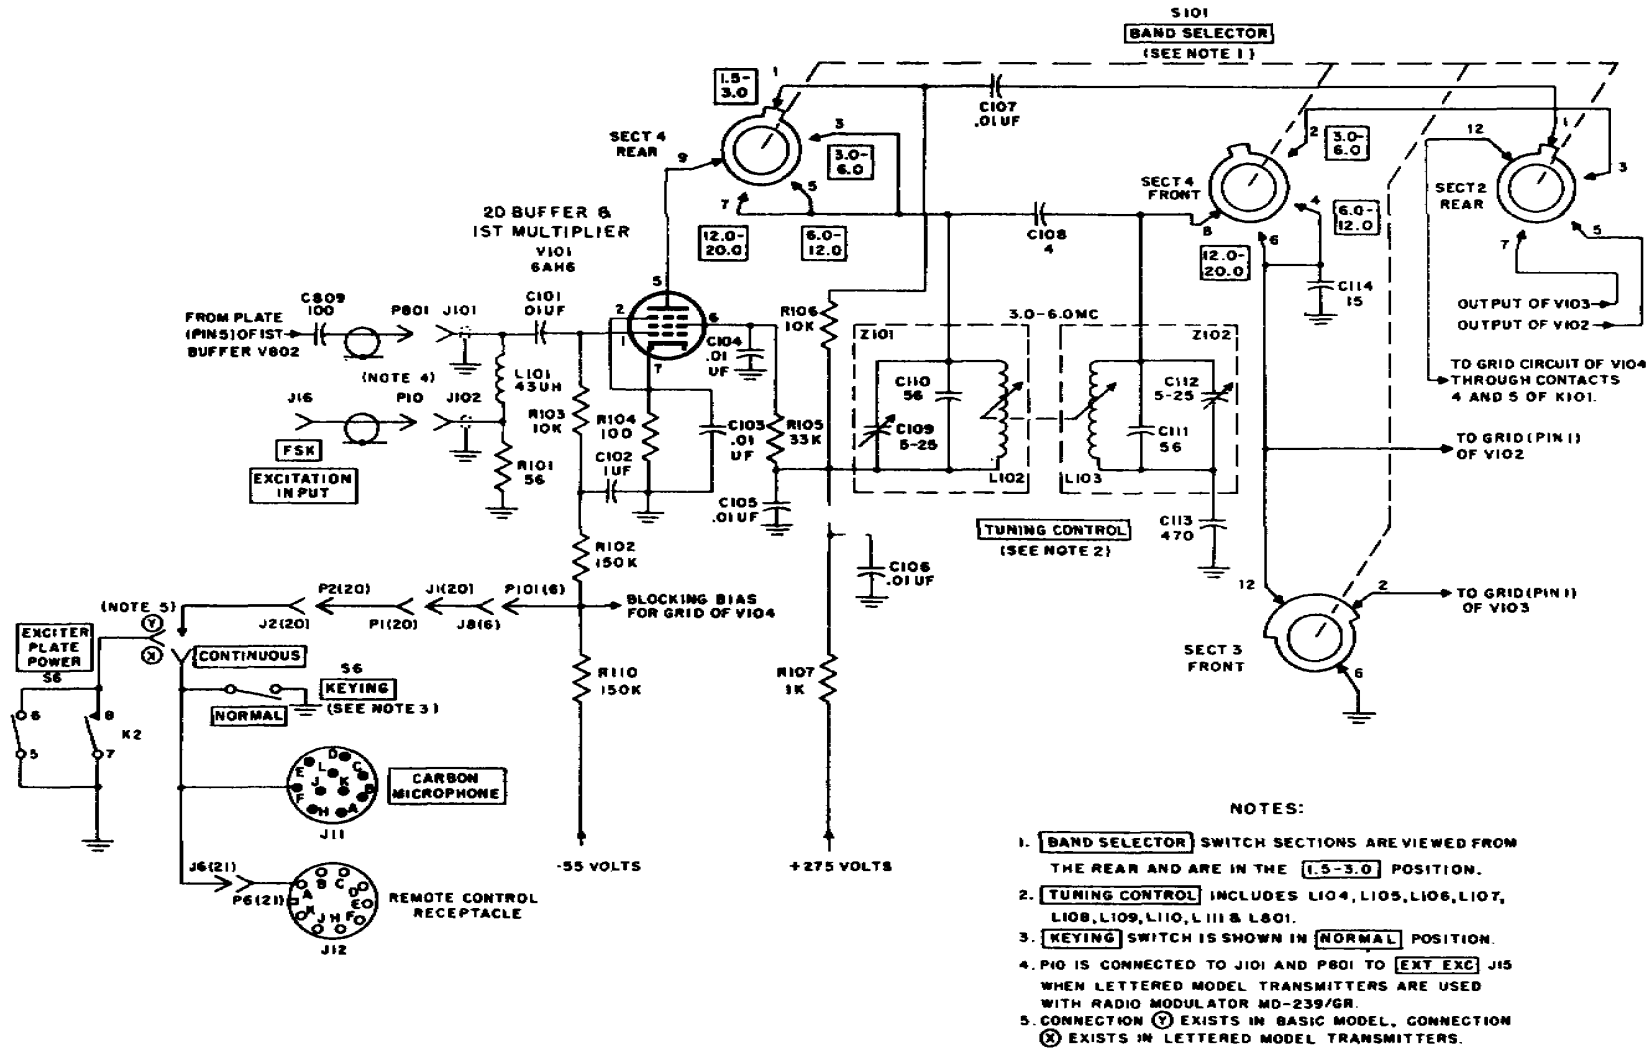 S101
BAND SELECTOR
(SEE NOTE 1)
1.5-
3.0
1
SECT 4
REAR
9
3
3.0-
6.0
5
7
12.0-
20.0
6.0-
12.0
C107
.01UF
C108
4
SECT 4
FRONT
2
3.0-
6.0
4
6.0-
12.0
8
6
12.0-
20.0
C114
15
12
1
3
SECT 2
REAR
5
7
OUTPUT OF V103
OUTPUT OF V102
TO GRID CIRCUIT OF V104
THROUGH CONTACTS
4 AND 5 OF K101.
TO GRID (PIN 1)
OF V102
2D BUFFER &
1ST MULTIPLIER
V101
6AH6
5
2
1
6
7
FROM PLATE
(PIN 5) OF 1ST
BUFFER V802
C809
100
P801
J101
C101
.01UF
(NOTE 4)
L101
43UH
J16
P10
J102
FSK
EXCITATION
INPUT
R101
56
R103
10K
R104
100
C102
1UF
C103
.01
UF
C104
.01
UF
R105
33K
C105
.01UF
R106
10K
3.0-6.0MC
Z101
C110
56
C109
5-25
L102
Z102
C112
5-25
C111
56
L103
TUNING CONTROL
(SEE NOTE 2)
C113
470
C106
.01UF
R102
150K
12
2
TO GRID (PIN 1)
OF V103
SECT 3
FRONT
6
(NOTE 5)
P2(20)
J1(20)
P101(6)
BLOCKING BIAS
FOR GRID OF V104
J2(20)
P1(20)
J8(6)
Y
X
EXCITER
PLATE
POWER
S6
CONTINUOUS
S6
KEYING
(SEE NOTE 3)
NORMAL
6
5
8
7
K2
R110
150K
R107
1K
D
C
E
L
J
K
B
F
H
A
J11
CARBON
MICROPHONE
-55 VOLTS
+275 VOLTS
J6(21)
P6(21)
B
C
A
D
E
K
J
H
F
J12
REMOTE CONTROL
RECEPTACLE
NOTES:
1. BAND SELECTOR SWITCH SECTIONS ARE VIEWED FROM
THE REAR AND ARE IN THE 1.5-3.0 POSITION.
2. TUNING CONTROL INCLUDES L104, L105, L106, L107,
L108, L109, L110, L111 & L801.
3. KEYING SWITCH IS SHOWN IN NORMAL POSITION.
4. P10 IS CONNECTED TO J101 AND P801 TO EXT EXC J15
WHEN LETTERED MODEL TRANSMITTERS ARE USED
WITH RADIO MODULATOR MD-239/GR.
5. CONNECTION Y EXISTS IN BASIC MODEL, CONNECTION
X EXISTS IN LETTERED MODEL TRANSMITTERS.